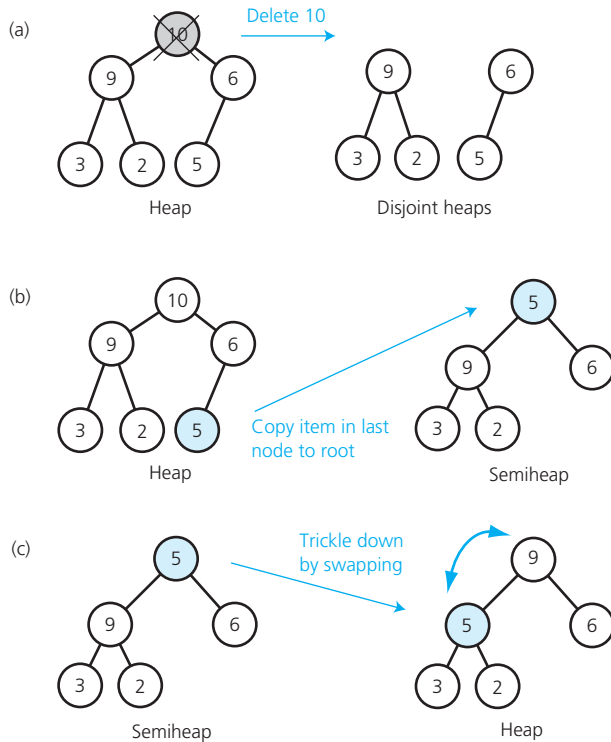 (a)
10
Delete 10
9
6
9
6
3
2
5
3
2
5
Heap
Disjoint heaps
(b)
10
5
9
6
9
6
3
2
5
Copy item in last
node to root
3
2
Heap
Semiheap
(c)
5
Trickle down
by swapping
9
9
6
5
6
3
2
3
2
Semiheap
Heap